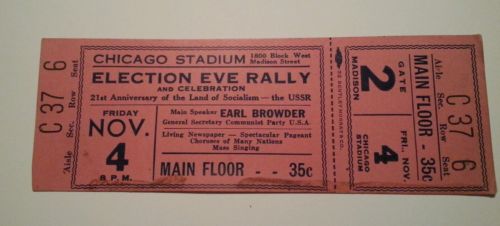 C 37 6
Aisle Sec. Row Seat
CHICAGO STADIUM 1800 Block West Madison Street
ELECTION EVE RALLY
AND CELEBRATION
21st Anniversary of the Land of Socialism — the USSR
FRIDAY
NOV.
4
8 P.M.
Main Speaker EARL BROWDER
General Secretary Communist Party U.S.A.
Living Newspaper — Spectacular Pageant
Choruses of Many Nations
Mass Singing
MAIN FLOOR - - 35c
GATE
2
MADISON
FRI., NOV.
4
CHICAGO
STADIUM
MAIN FLOOR - 35c
Aisle Sec. Row Seat
C 37 6